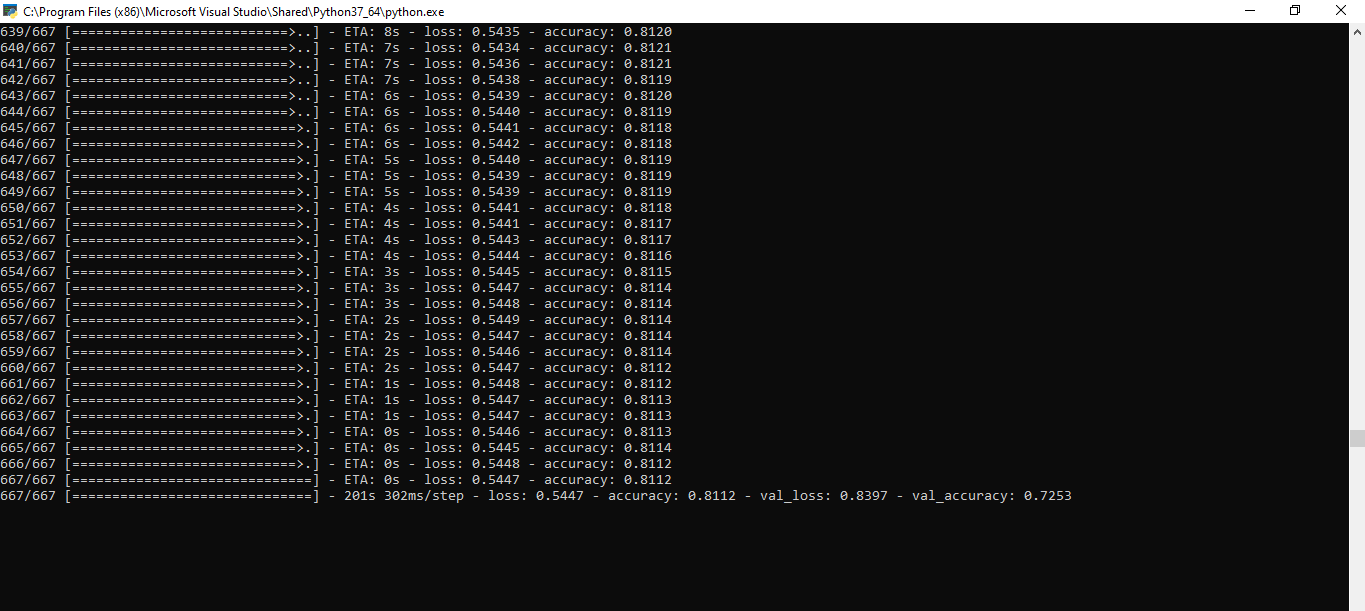 C:\Program Files (x86)\Microsoft Visual Studio\Shared\Python37_64\python.exe
639/667 [===========================>..] - ETA: 8s - loss: 0.5435 - accuracy: 0.8120
640/667 [===========================>..] - ETA: 7s - loss: 0.5434 - accuracy: 0.8121
641/667 [===========================>..] - ETA: 7s - loss: 0.5436 - accuracy: 0.8121
642/667 [===========================>..] - ETA: 7s - loss: 0.5438 - accuracy: 0.8119
643/667 [===========================>..] - ETA: 6s - loss: 0.5439 - accuracy: 0.8120
644/667 [===========================>..] - ETA: 6s - loss: 0.5440 - accuracy: 0.8119
645/667 [============================>.] - ETA: 6s - loss: 0.5441 - accuracy: 0.8118
646/667 [============================>.] - ETA: 6s - loss: 0.5442 - accuracy: 0.8118
647/667 [============================>.] - ETA: 5s - loss: 0.5440 - accuracy: 0.8119
648/667 [============================>.] - ETA: 5s - loss: 0.5439 - accuracy: 0.8119
649/667 [============================>.] - ETA: 5s - loss: 0.5439 - accuracy: 0.8119
650/667 [============================>.] - ETA: 4s - loss: 0.5441 - accuracy: 0.8118
651/667 [============================>.] - ETA: 4s - loss: 0.5441 - accuracy: 0.8117
652/667 [============================>.] - ETA: 4s - loss: 0.5443 - accuracy: 0.8117
653/667 [============================>.] - ETA: 4s - loss: 0.5444 - accuracy: 0.8116
654/667 [============================>.] - ETA: 3s - loss: 0.5445 - accuracy: 0.8115
655/667 [============================>.] - ETA: 3s - loss: 0.5447 - accuracy: 0.8114
656/667 [============================>.] - ETA: 3s - loss: 0.5448 - accuracy: 0.8114
657/667 [============================>.] - ETA: 2s - loss: 0.5449 - accuracy: 0.8114
658/667 [============================>.] - ETA: 2s - loss: 0.5447 - accuracy: 0.8114
659/667 [============================>.] - ETA: 2s - loss: 0.5446 - accuracy: 0.8114
660/667 [============================>.] - ETA: 2s - loss: 0.5447 - accuracy: 0.8112
661/667 [============================>.] - ETA: 1s - loss: 0.5448 - accuracy: 0.8112
662/667 [============================>.] - ETA: 1s - loss: 0.5447 - accuracy: 0.8113
663/667 [============================>.] - ETA: 1s - loss: 0.5447 - accuracy: 0.8113
664/667 [============================>.] - ETA: 0s - loss: 0.5446 - accuracy: 0.8113
665/667 [============================>.] - ETA: 0s - loss: 0.5445 - accuracy: 0.8114
666/667 [============================>.] - ETA: 0s - loss: 0.5448 - accuracy: 0.8112
667/667 [==============================] - ETA: 0s - loss: 0.5447 - accuracy: 0.8112
667/667 [==============================] - 201s 302ms/step - loss: 0.5447 - accuracy: 0.8112 - val_loss: 0.8397 - val_accuracy: 0.7253